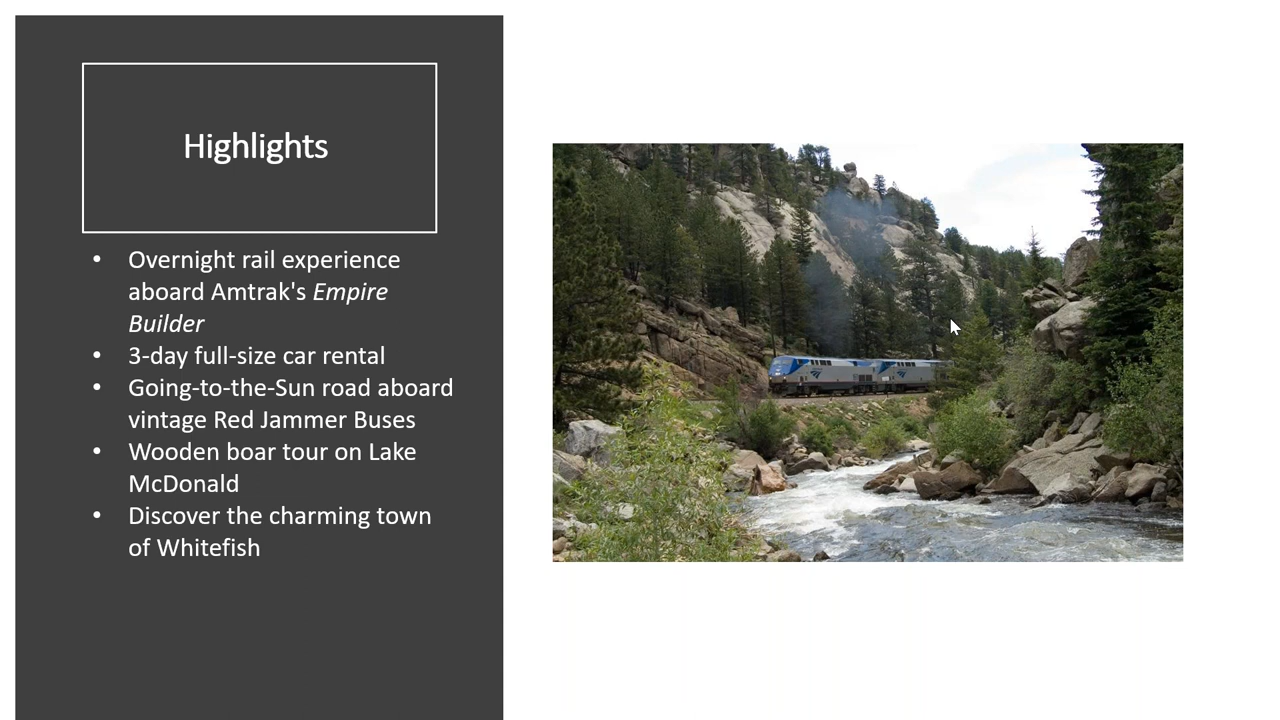 Highlights
• Overnight rail experience
aboard Amtrak's Empire
Builder
• 3-day full-size car rental
• Going-to-the-Sun road aboard
vintage Red Jammer Buses
• Wooden boar tour on Lake
McDonald
• Discover the charming town
of Whitefish